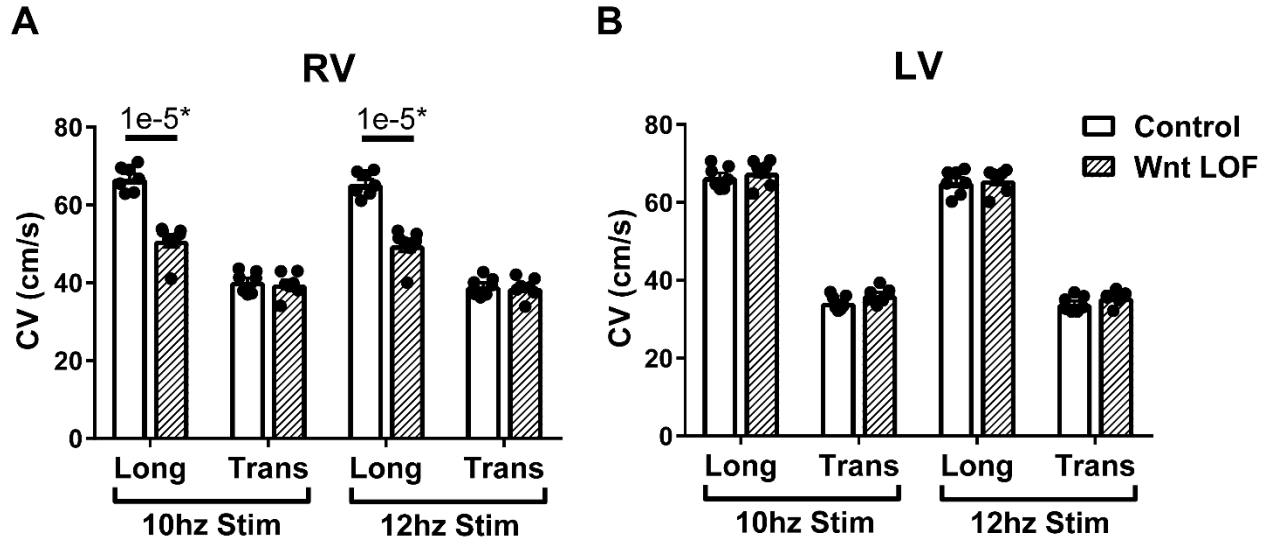 A
RV
1e-5*
1e-5*
80
60
40
20
0
CV (cm/s)
Long
Trans
Long
Trans
10hz Stim
12hz Stim
B
LV
80
60
40
20
0
CV (cm/s)
Long
Trans
Long
Trans
10hz Stim
12hz Stim
Control
Wnt LOF